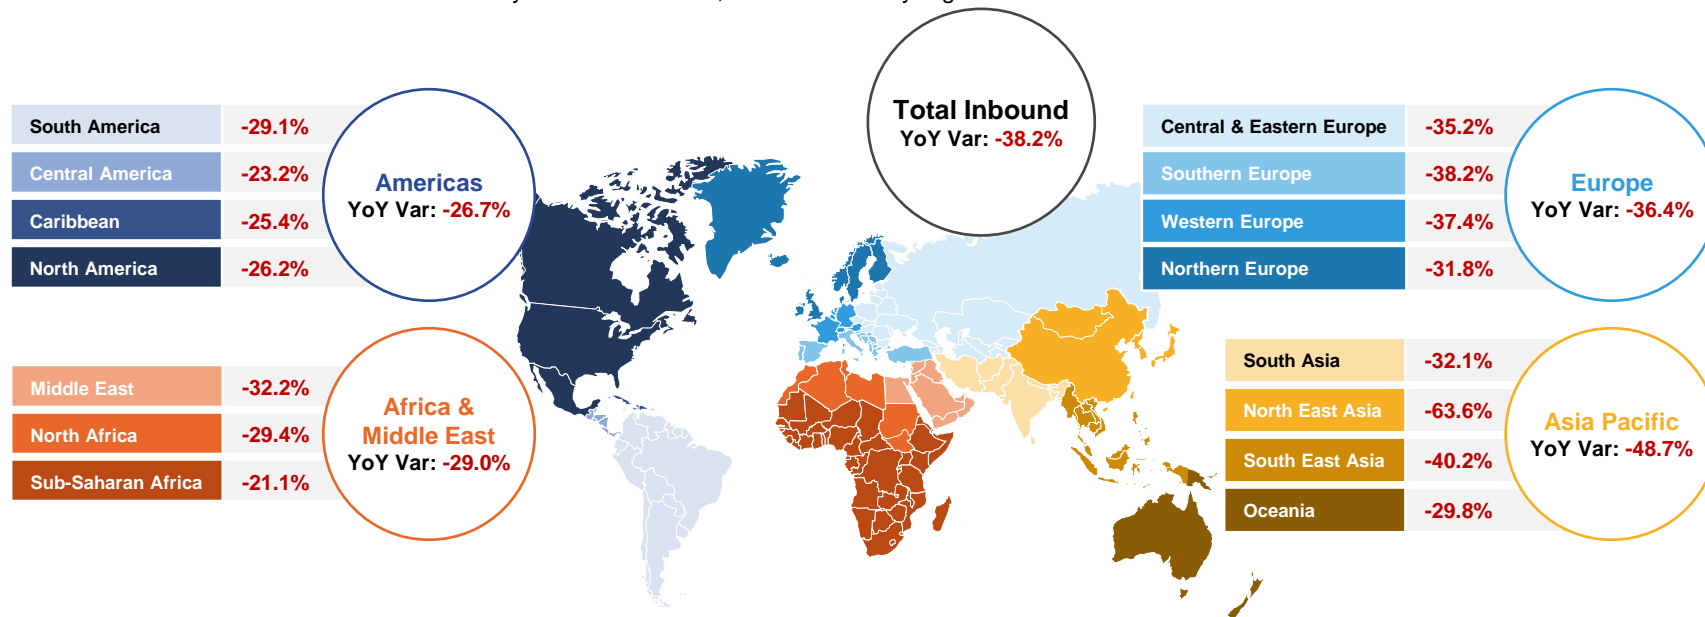 Total Inbound
YoY Var: -38.2%
South America -29.1%
Central America -23.2%
Caribbean -25.4%
North America -26.2%
Americas
YoY Var: -26.7%
Central & Eastern Europe -35.2%
Southern Europe -38.2%
Western Europe -37.4%
Northern Europe -31.8%
Europe
YoY Var: -36.4%
Middle East -32.2%
North Africa -29.4%
Sub-Saharan Africa -21.1%
Africa &
Middle East
YoY Var: -29.0%
South Asia -32.1%
North East Asia -63.6%
South East Asia -40.2%
Oceania -29.8%
Asia Pacific
YoY Var: -48.7%